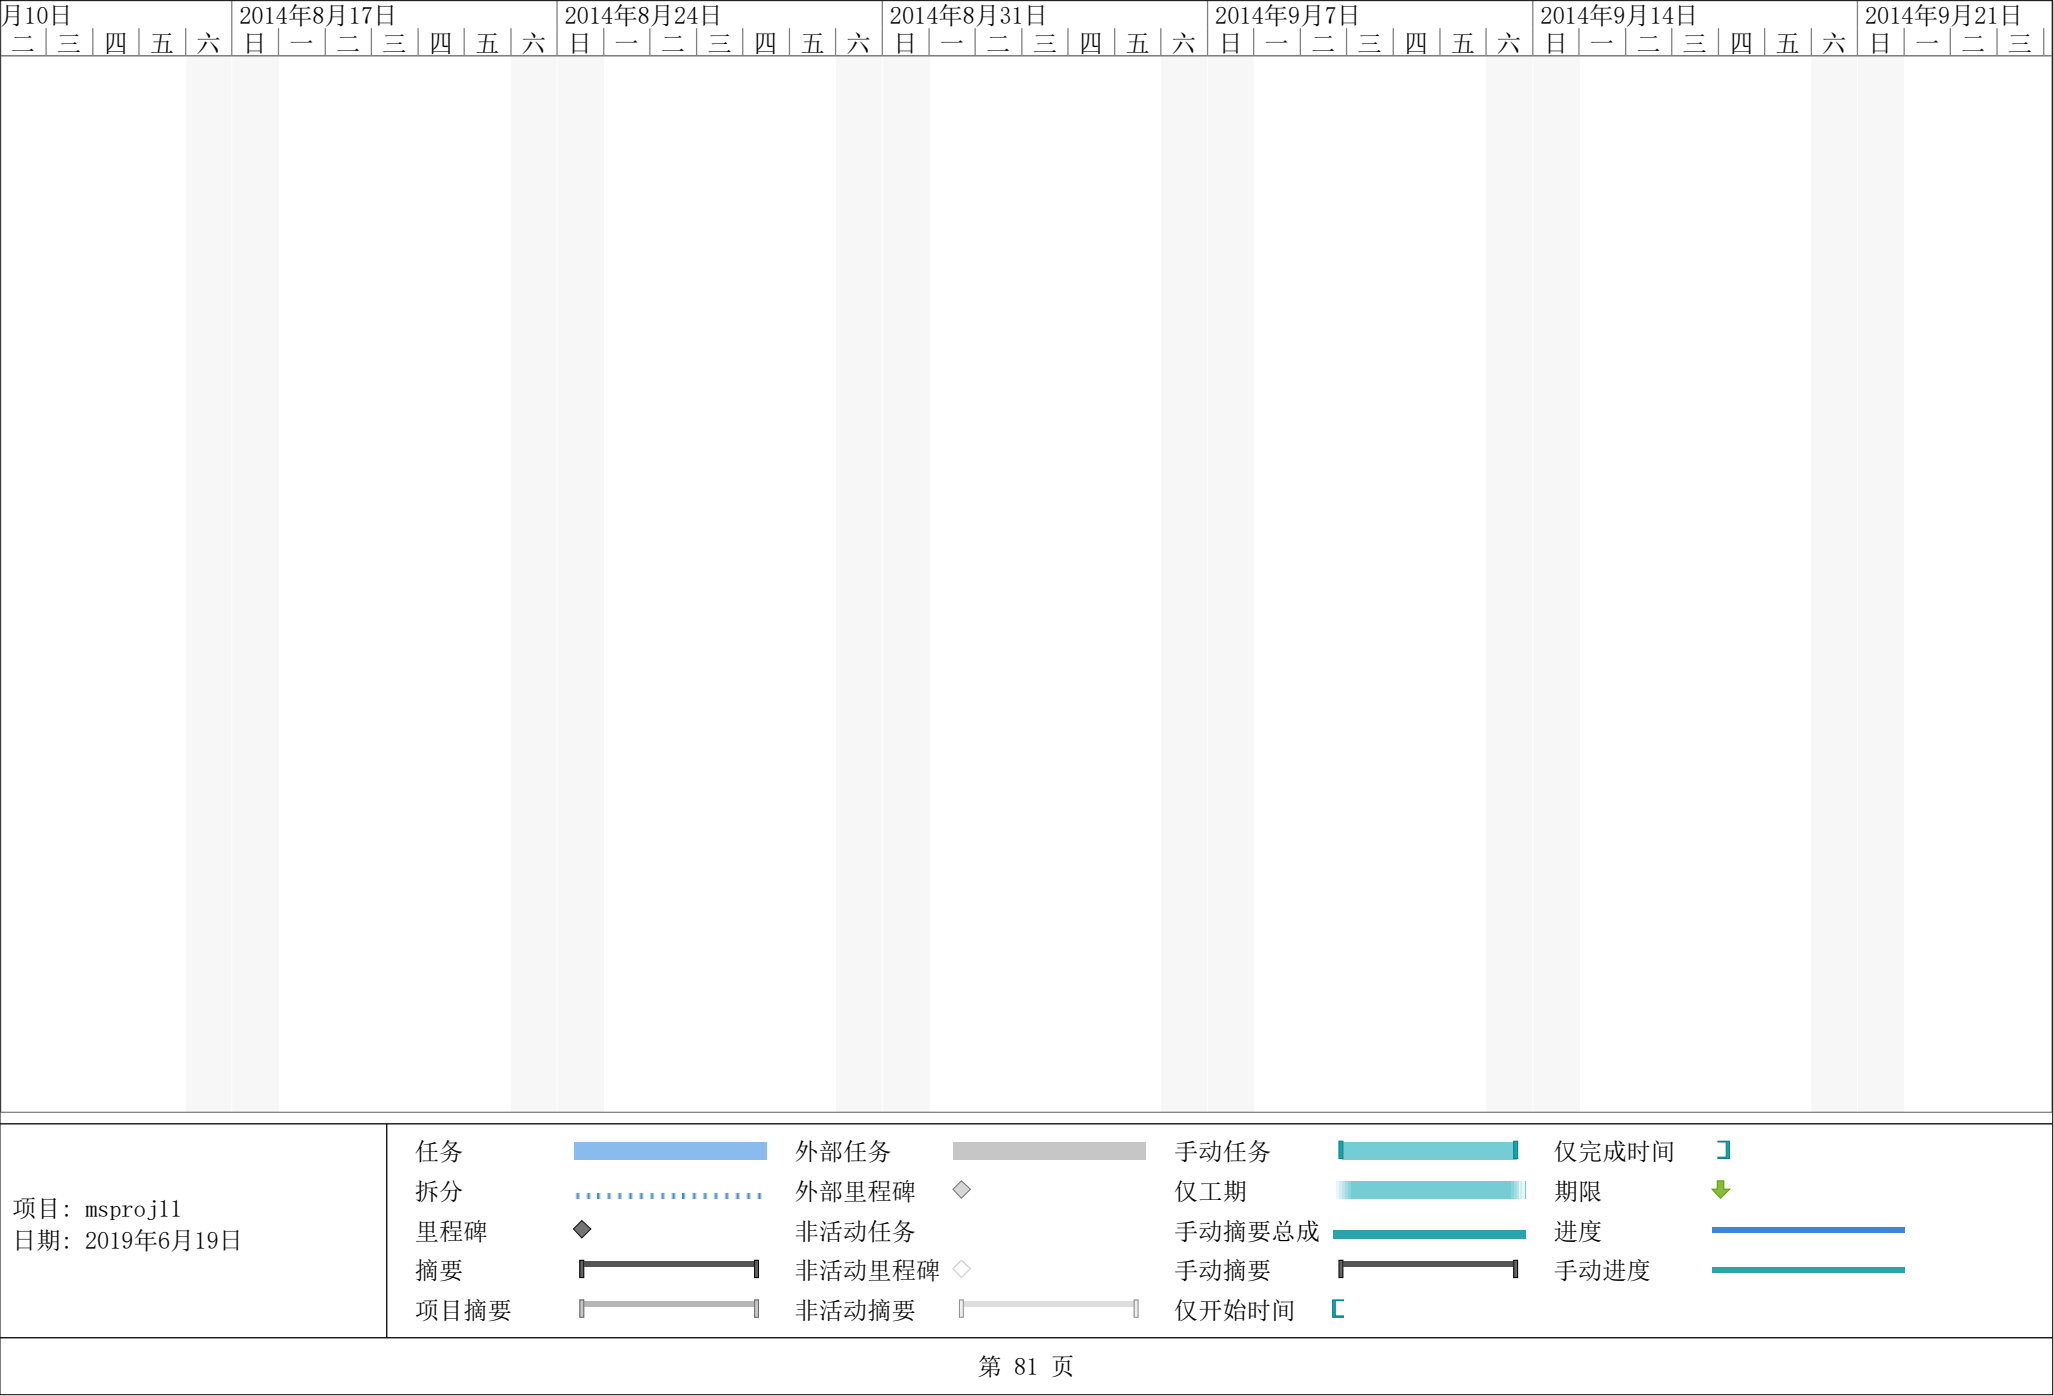 月10日 2014年8月17日 2014年8月24日 2014年8月31日 2014年9月7日 2014年9月14日 2014年9月21日
二 三 四 五 六 日 一 二 三 四 五 六 日 一 二 三 四 五 六 日 一 二 三 四 五 六 日 一 二 三 四 五 六 日 一 二 三 四 五 六 日 一 二 三
项目: msproj11
日期: 2019年6月19日
任务 外部任务 手动任务 仅完成时间
拆分 外部里程碑 仅工期 期限
里程碑 非活动任务 手动摘要总成 进度
摘要 非活动里程碑 手动摘要 手动进度
项目摘要 非活动摘要 仅开始时间
第 81 页